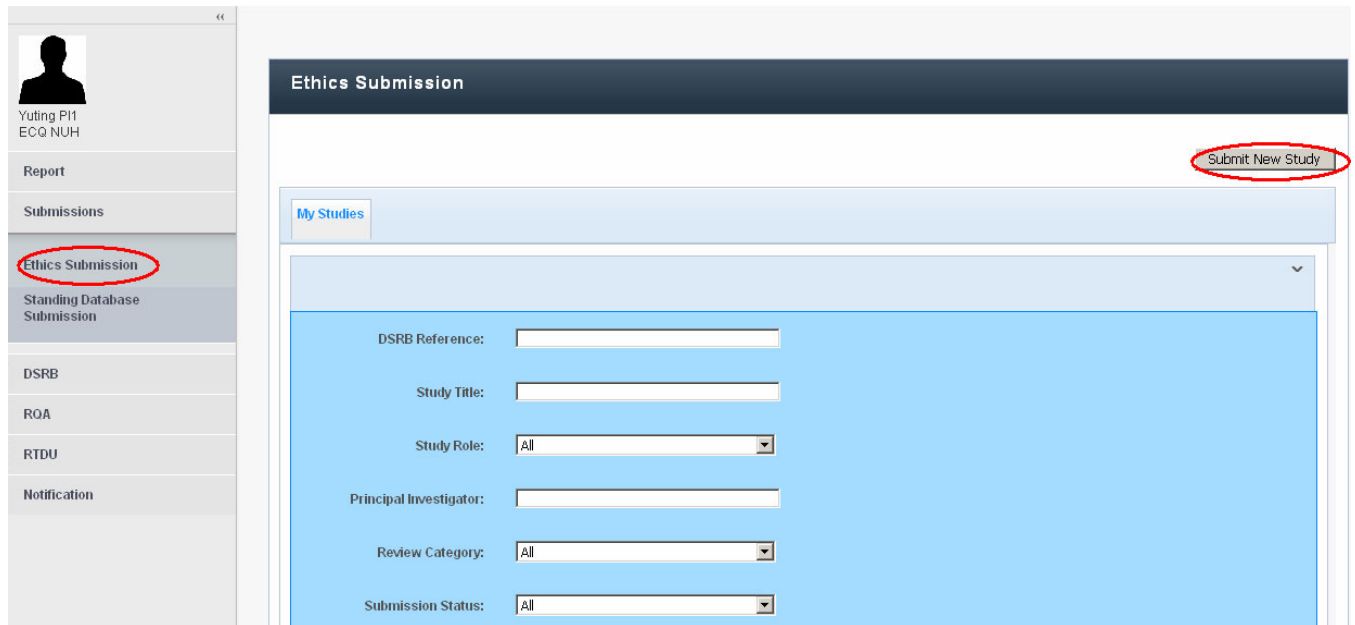 Yuting PI1
ECQ NUH
Report
Submissions
Ethics Submission
Standing Database
Submission
DSRB
RQA
RTDU
Notification
Ethics Submission
Submit New Study
My Studies
DSRB Reference:
Study Title:
Study Role: All
Principal Investigator:
Review Category: All
Submission Status: All